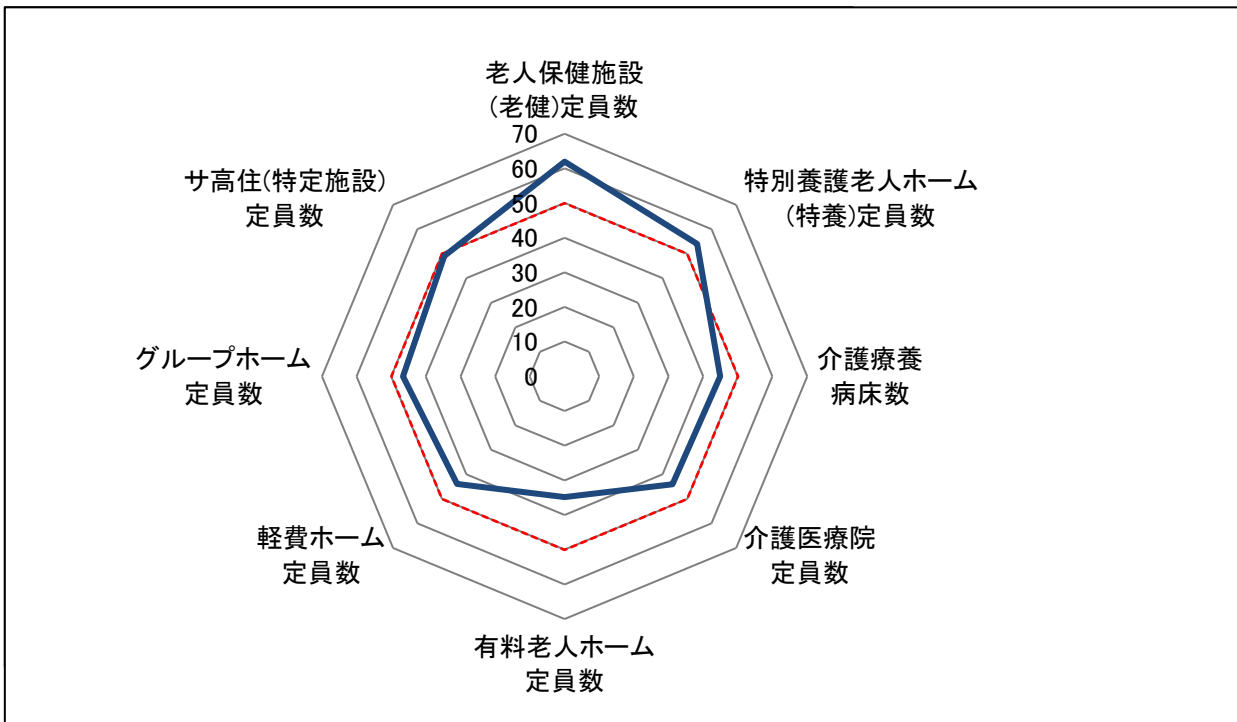 老人保健施設
(老健)定員数
特別養護老人ホーム
(特養)定員数
介護療養
病床数
介護医療院
定員数
有料老人ホーム
定員数
軽費ホーム
定員数
グループホーム
定員数
サ高住(特定施設)
定員数
70
60
50
40
30
20
10
0